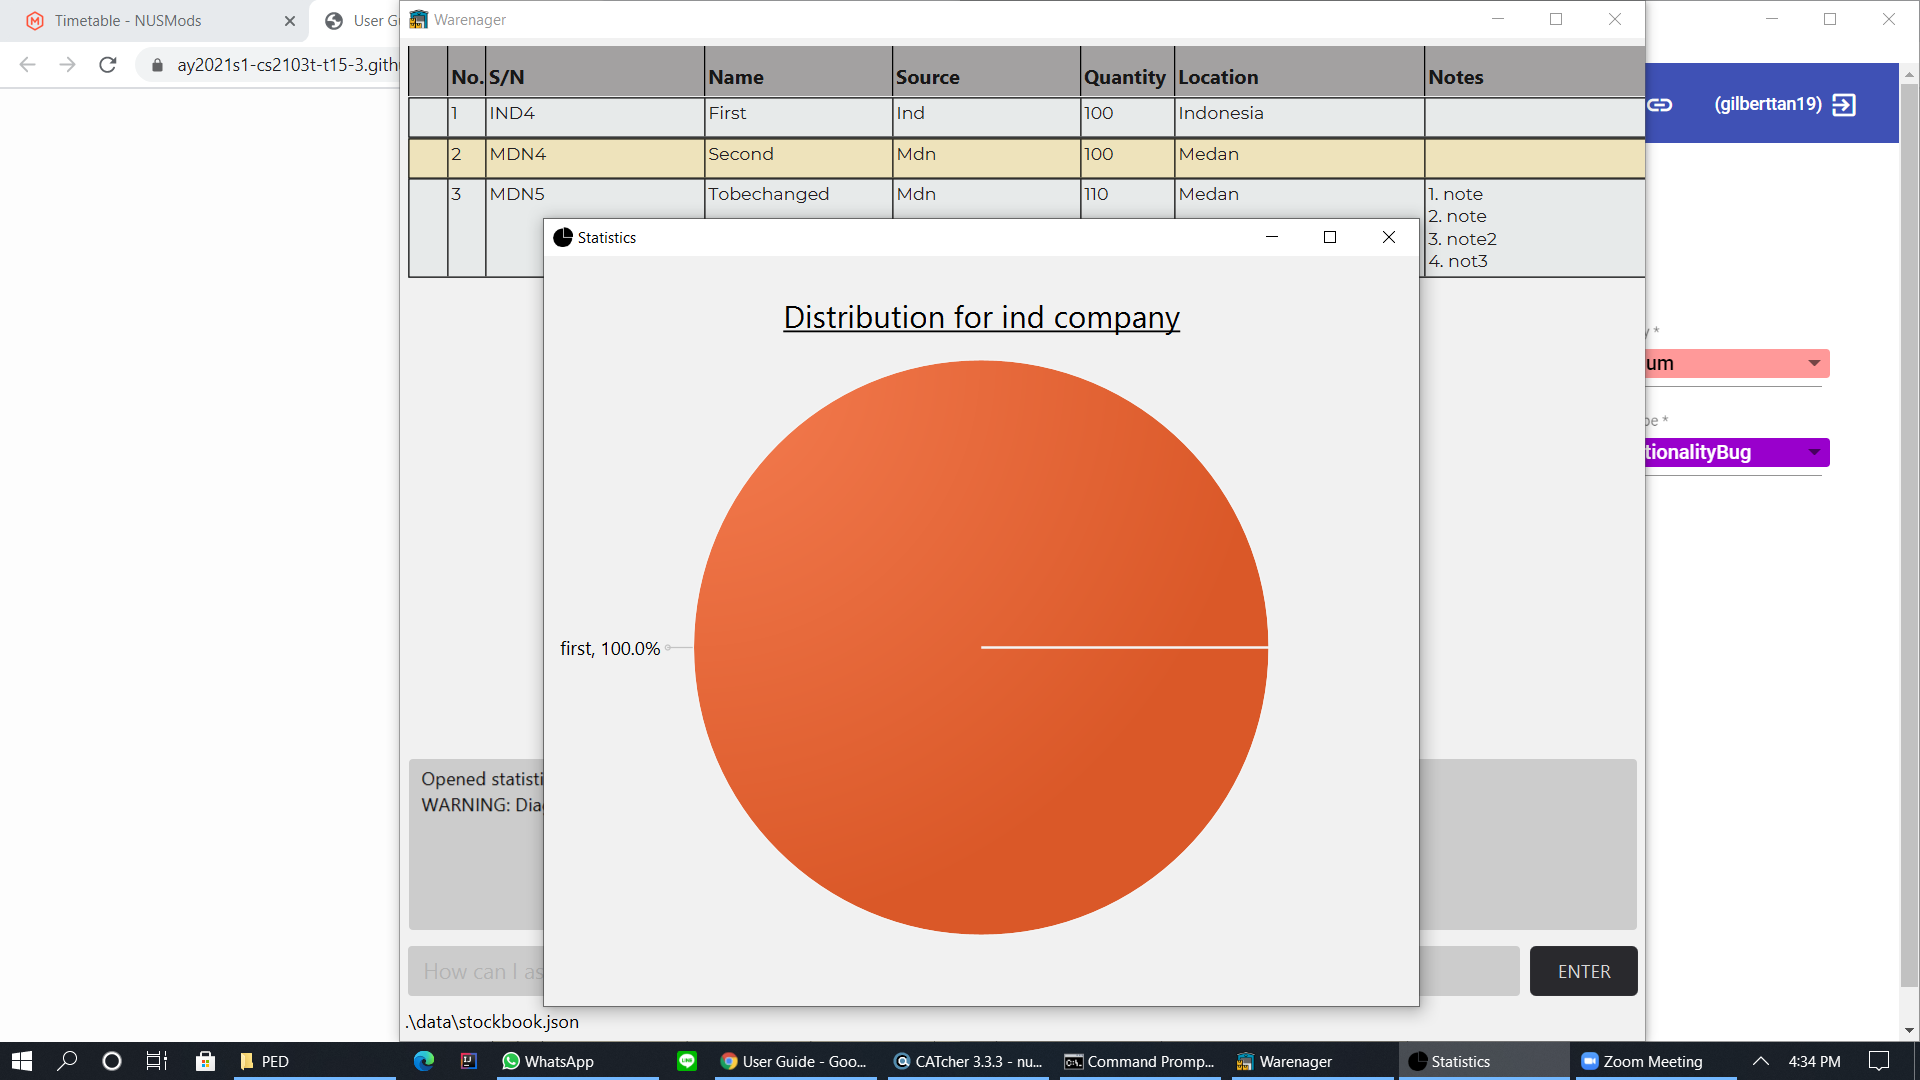 Timetable - NUSMods
User G
Warenager
ay2021s1-cs2103t-t15-3.gith
No. S/N Name Source Quantity Location Notes
1 IND4 First Ind 100 Indonesia
2 MDN4 Second Mdn 100 Medan
3 MDN5 Tobechanged Mdn 110 Medan 1. note
2. note
3. note2
4. not3
(gilberttan19)
Statistics
Distribution for ind company
first, 100.0%
y *
um
pe *
tionalityBug
Opened statisti
WARNING: Dia
How can I as
ENTER
.\data\stockbook.json
PED
WhatsApp
LINE
User Guide - Goo...
CATcher 3.3.3 - nu...
Command Promp...
Warenager
Statistics
Zoom Meeting
4:34 PM